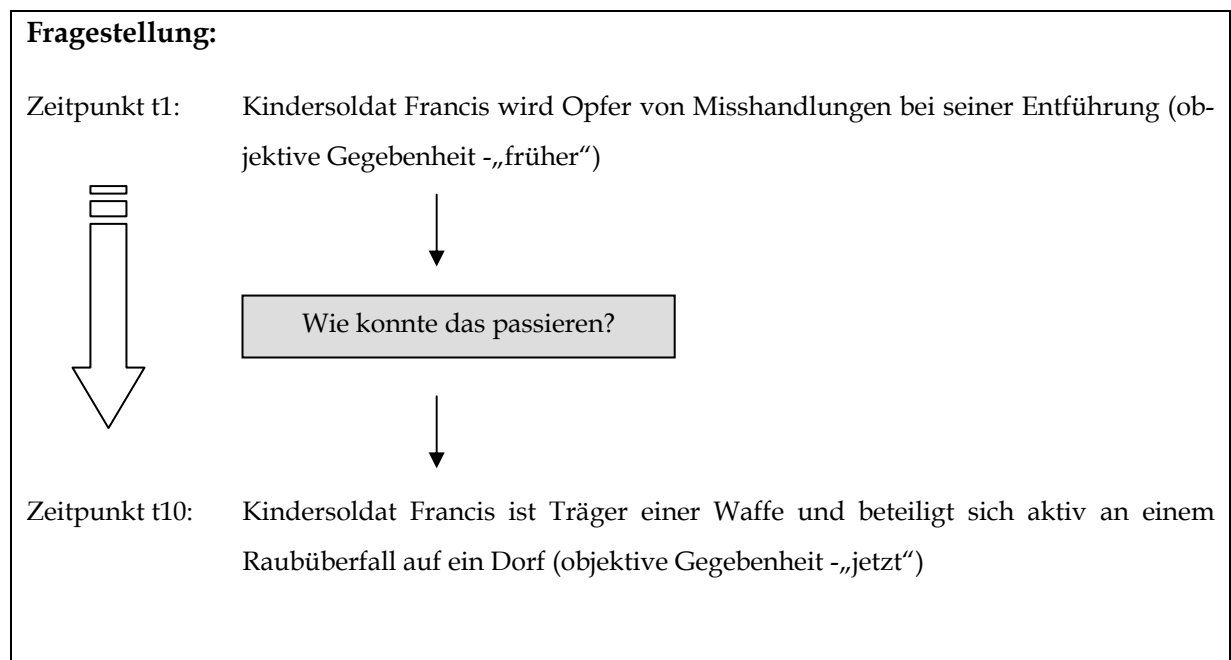 Fragestellung:
Zeitpunkt t1: Kindersoldat Francis wird Opfer von Misshandlungen bei seiner Entführung (ob-
jektive Gegebenheit -„früher“)
Wie konnte das passieren?
Zeitpunkt t10: Kindersoldat Francis ist Träger einer Waffe und beteiligt sich aktiv an einem
Raubüberfall auf ein Dorf (objektive Gegebenheit -„jetzt“)